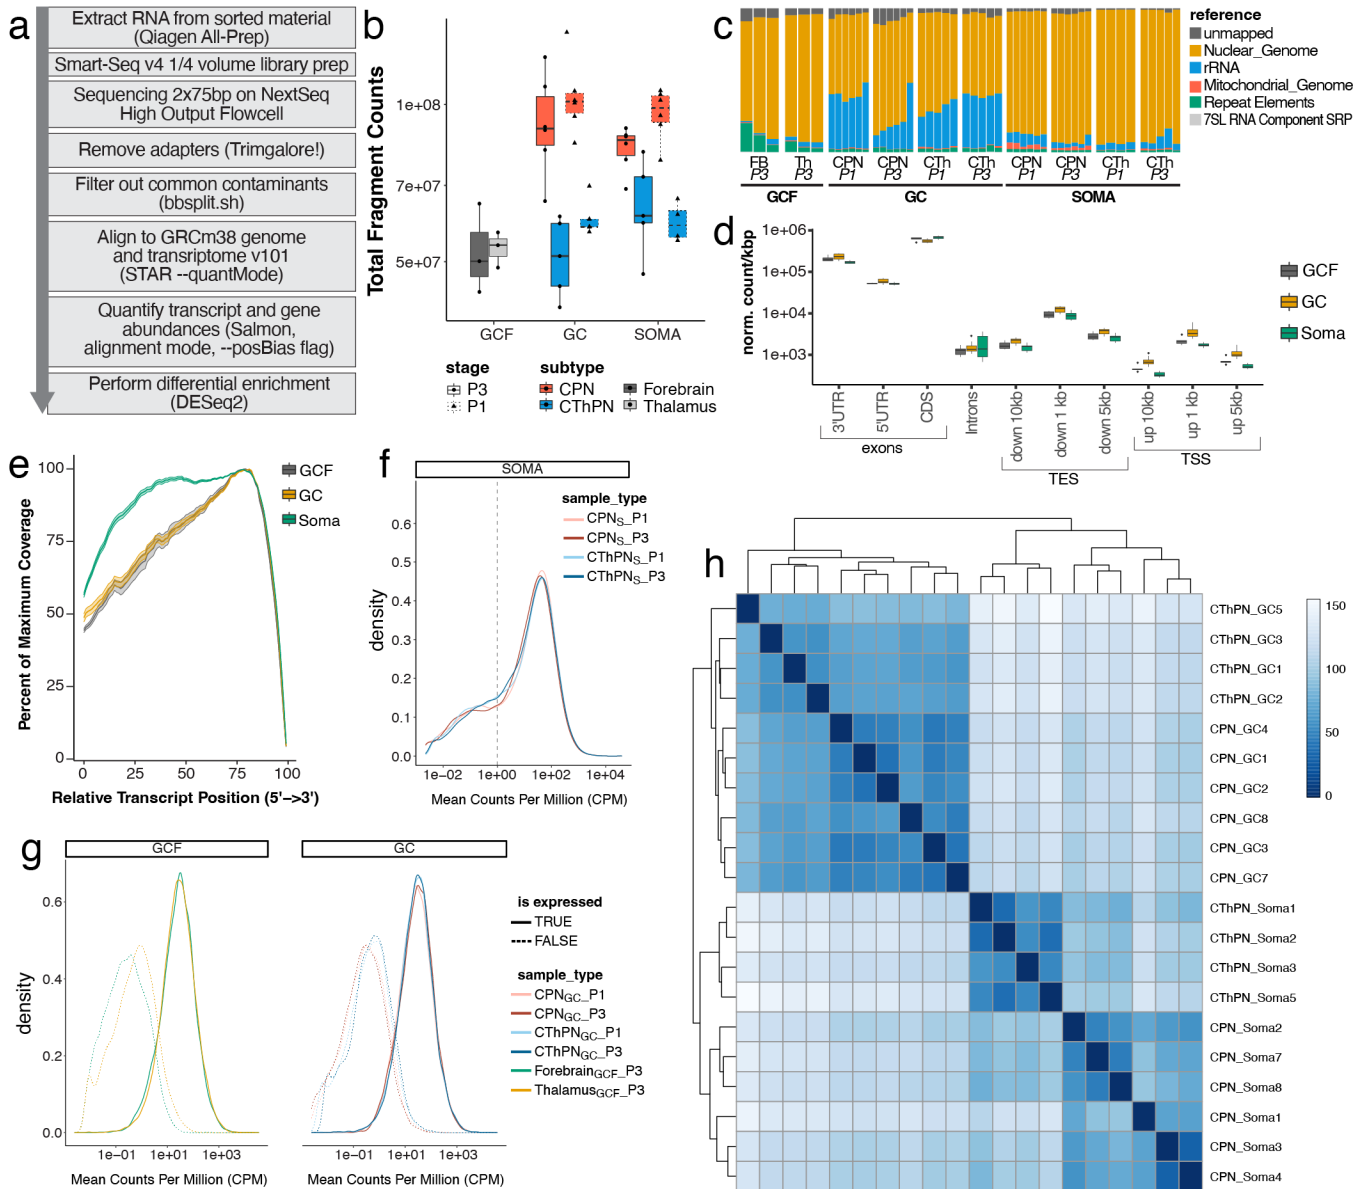 a
Extract RNA from sorted material
(Qiagen All-Prep)
Smart-Seq v4 1/4 volume library prep
Sequencing 2x75bp on NextSeq
High Output Flowcell
Remove adapters (Trimgalore!)
Filter out common contaminants
(bbsplit.sh)
Align to GRCm38 genome
and transriptome v101
(STAR --quantMode)
Quantify transcript and gene
abundances (Salmon,
alignment mode, --posBias flag)
Perform differential enrichment
(DESeq2)
b
Total Fragment Counts
1e+08
7e+07
5e+07
GCF
GC
SOMA
stage
P3
P1
subtype
CPN
CThPN
Forebrain
Thalamus
c
FB
P3
Th
P3
CPN
P1
CPN
P3
CTh
P1
CTh
P3
CPN
P1
CPN
P3
CTh
P1
CTh
P3
GCF
GC
SOMA
reference
unmapped
Nuclear_Genome
rRNA
Mitochondrial_Genome
Repeat Elements
7SL RNA Component SRP
d
norm. count/kbp
1e+06
1e+05
1e+04
1e+03
3'UTR
5'UTR
CDS
Introns
down 10kb
down 1 kb
down 5kb
up 10kb
up 1 kb
up 5kb
exons
TES
TSS
GCF
GC
Soma
e
Percent of Maximum Coverage
100
75
50
25
0
0
25
50
75
100
Relative Transcript Position (5'–>3')
GCF
GC
Soma
f
SOMA
density
0.6
0.5
0.4
0.3
0.2
0.1
0.0
1e−02
1e+00
1e+02
1e+04
Mean Counts Per Million (CPM)
sample_type
CPNS_P1
CPNS_P3
CThPNS_P1
CThPNS_P3
g
GCF
GC
density
0.6
0.4
0.2
0.0
1e−01
1e+01
1e+03
1e−01
1e+01
1e+03
Mean Counts Per Million (CPM)
Mean Counts Per Million (CPM)
is expressed
TRUE
FALSE
sample_type
CPNGC_P1
CPNGC_P3
CThPNGC_P1
CThPNGC_P3
ForebrainGCF_P3
ThalamusGCF_P3
h
CThPN_GC5
CThPN_GC3
CThPN_GC1
CThPN_GC2
CPN_GC4
CPN_GC1
CPN_GC2
CPN_GC8
CPN_GC3
CPN_GC7
CThPN_Soma1
CThPN_Soma2
CThPN_Soma3
CThPN_Soma5
CPN_Soma2
CPN_Soma7
CPN_Soma8
CPN_Soma1
CPN_Soma3
CPN_Soma4
150
100
50
0